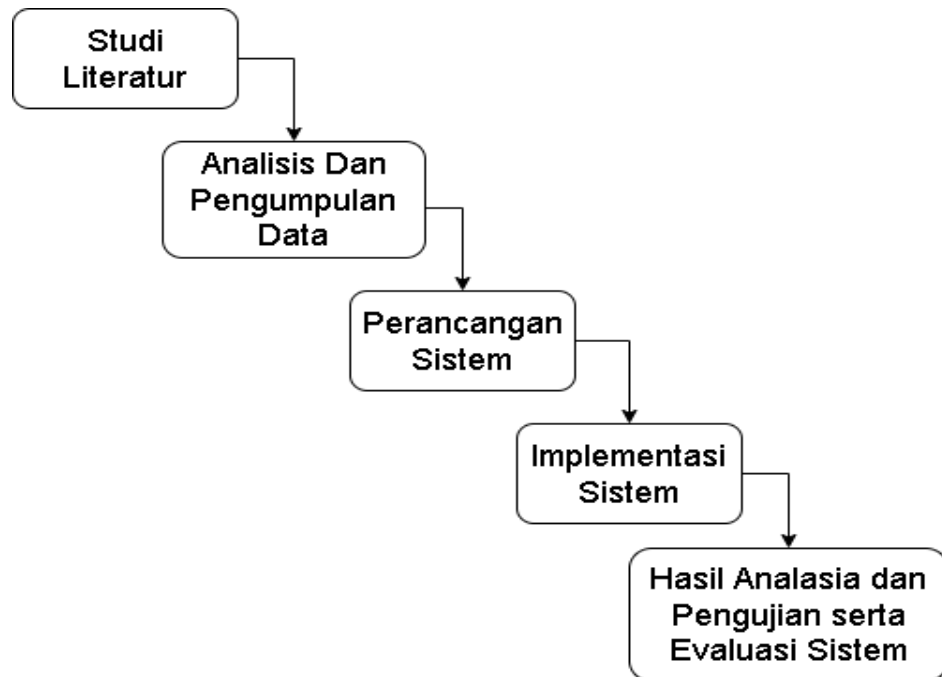 Studi
Literatur
Analisis Dan
Pengumpulan
Data
Perancangan
Sistem
Implementasi
Sistem
Hasil Analasia dan
Pengujian serta
Evaluasi Sistem